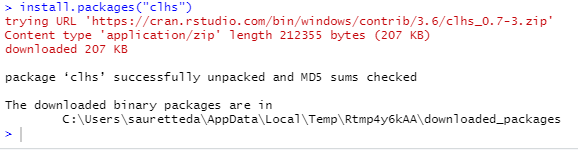 > install.packages("clhs")
trying URL 'https://cran.rstudio.com/bin/windows/contrib/3.6/clhs_0.7-3.zip'
Content type 'application/zip' length 212355 bytes (207 KB)
downloaded 207 KB
package ‘clhs’ successfully unpacked and MD5 sums checked
The downloaded binary packages are in
C:\Users\sauretteda\AppData\Local\Temp\Rtmp4y6kAA\downloaded_packages
>